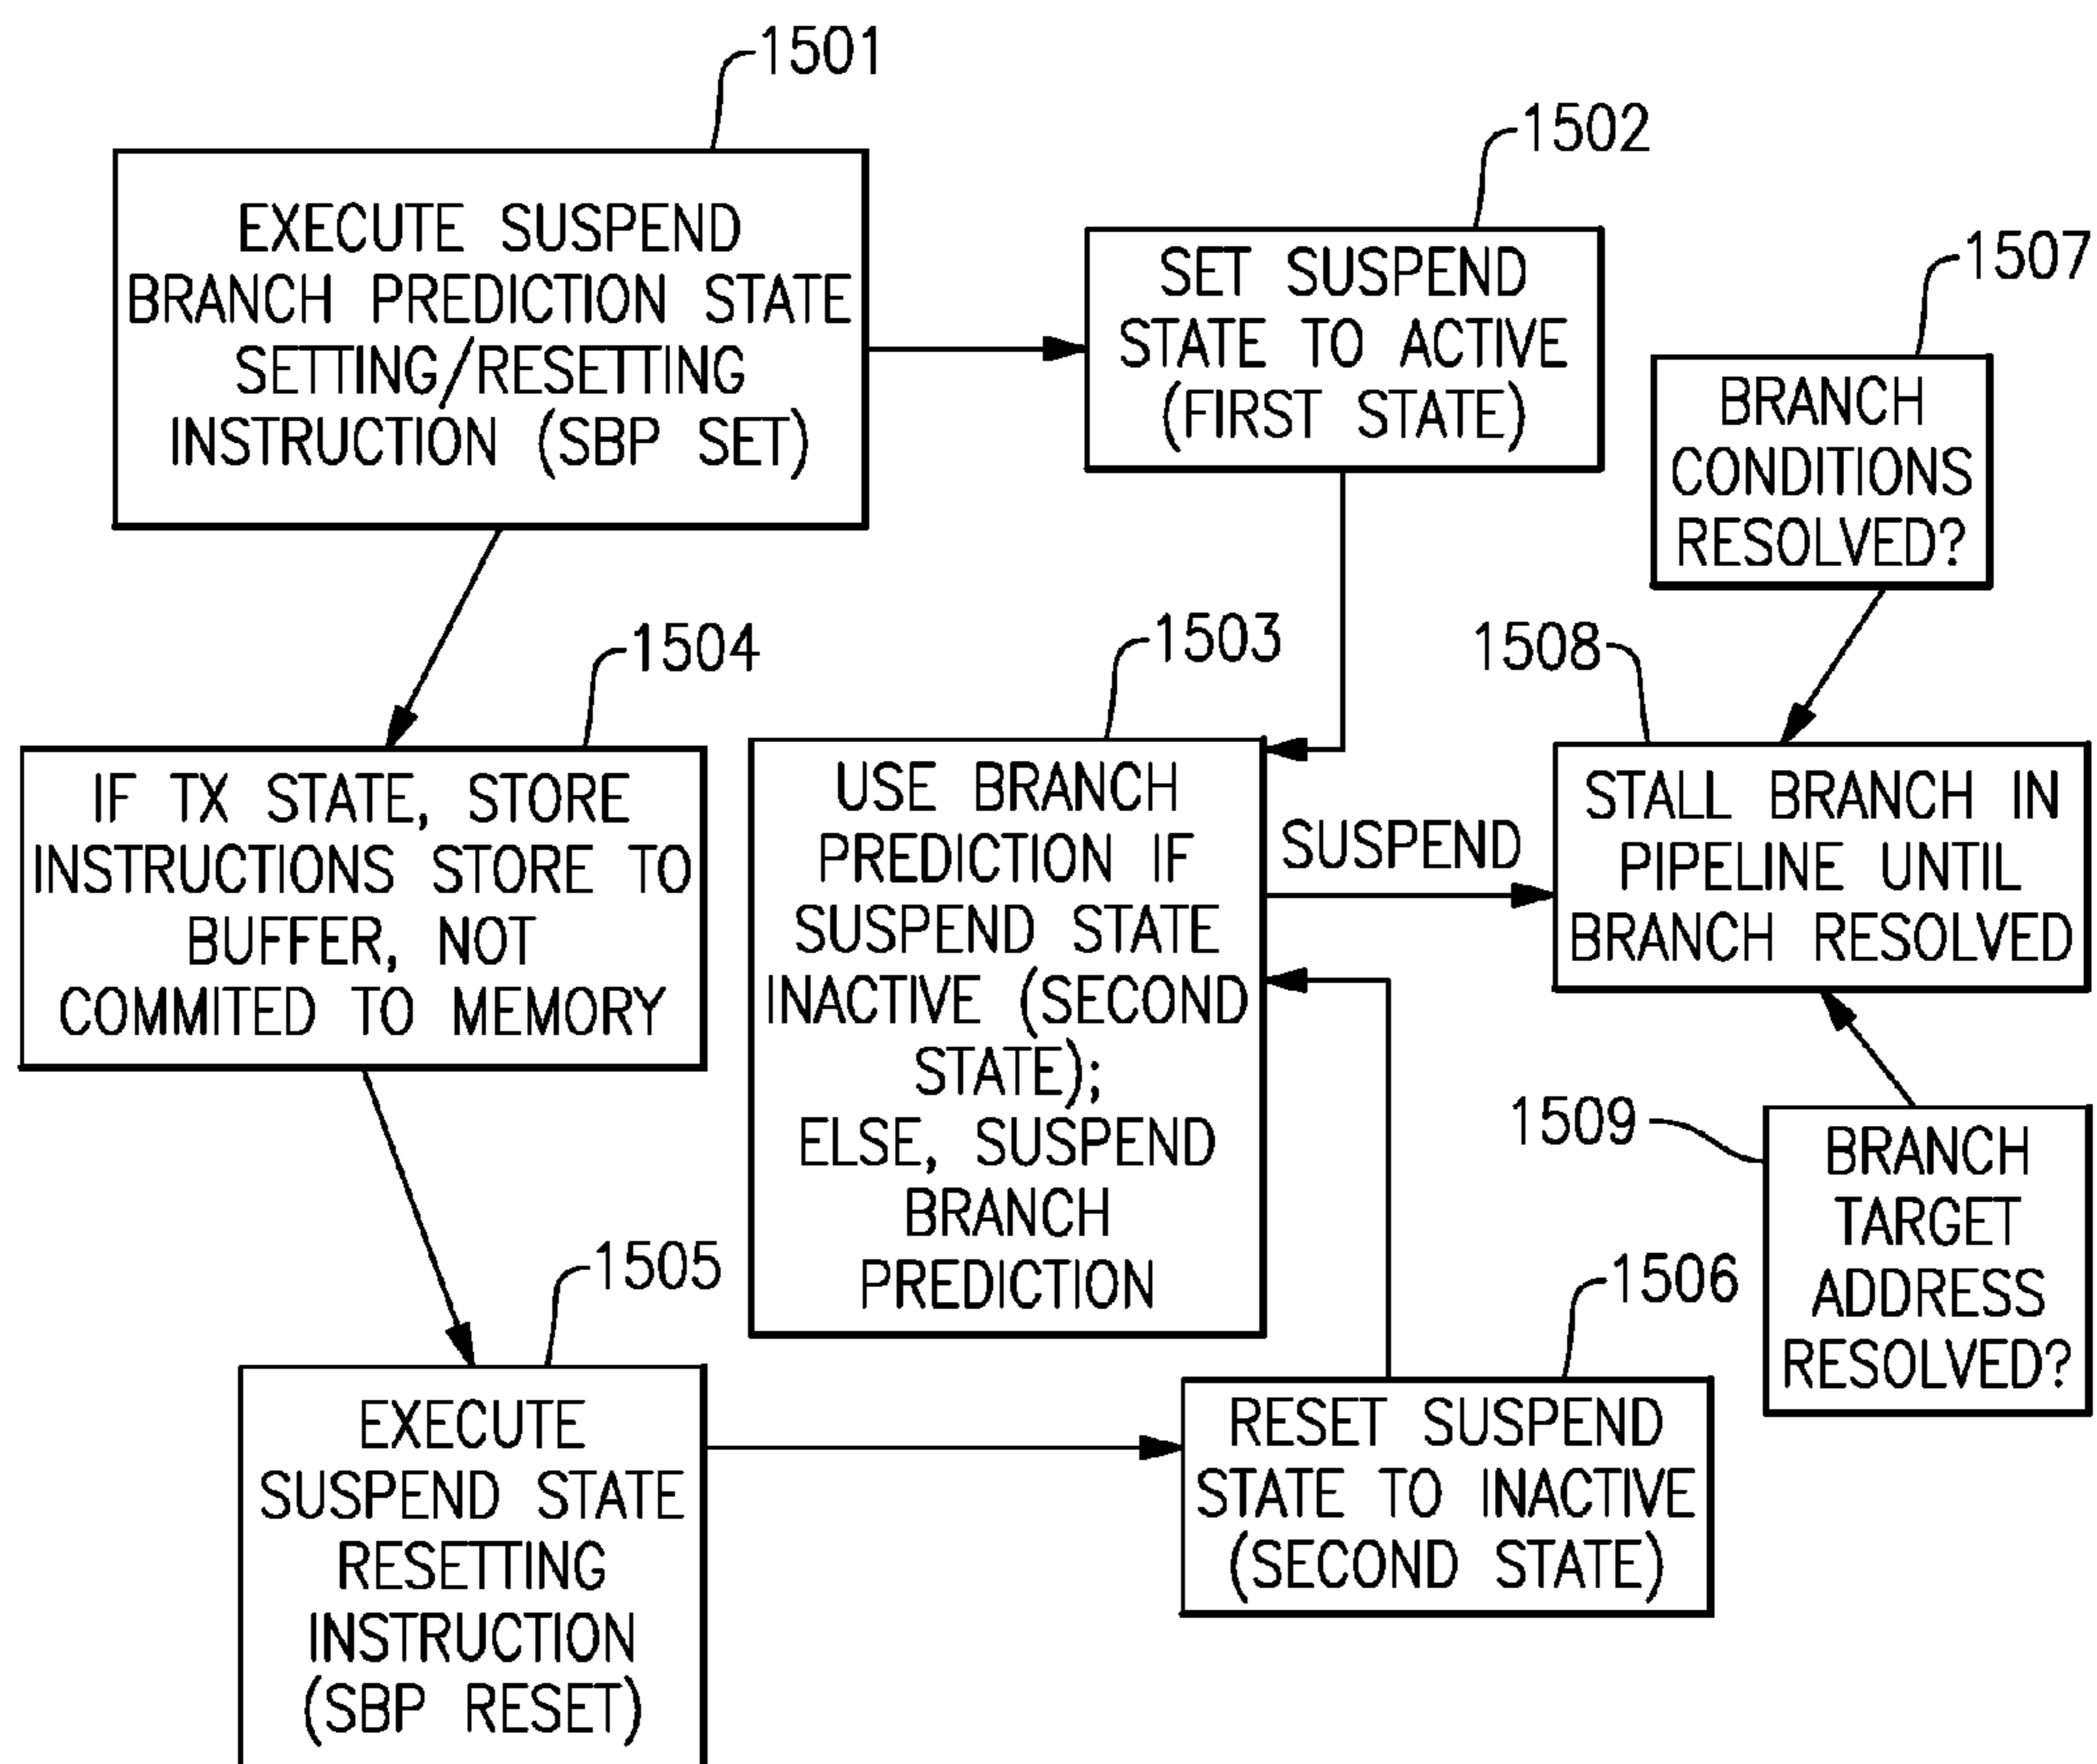 1501
EXECUTE SUSPEND
BRANCH PREDICTION STATE
SETTING/RESETTING
INSTRUCTION (SBP SET)
1502
SET SUSPEND
STATE TO ACTIVE
(FIRST STATE)
1507
BRANCH
CONDITIONS
RESOLVED?
1504
IF TX STATE, STORE
INSTRUCTIONS STORE TO
BUFFER, NOT
COMMITED TO MEMORY
1503
USE BRANCH
PREDICTION IF
SUSPEND STATE
INACTIVE (SECOND
STATE);
ELSE, SUSPEND
BRANCH
PREDICTION
SUSPEND
1508
STALL BRANCH IN
PIPELINE UNTIL
BRANCH RESOLVED
1509
BRANCH
TARGET
ADDRESS
RESOLVED?
1505
EXECUTE
SUSPEND STATE
RESETTING
INSTRUCTION
(SBP RESET)
1506
RESET SUSPEND
STATE TO INACTIVE
(SECOND STATE)